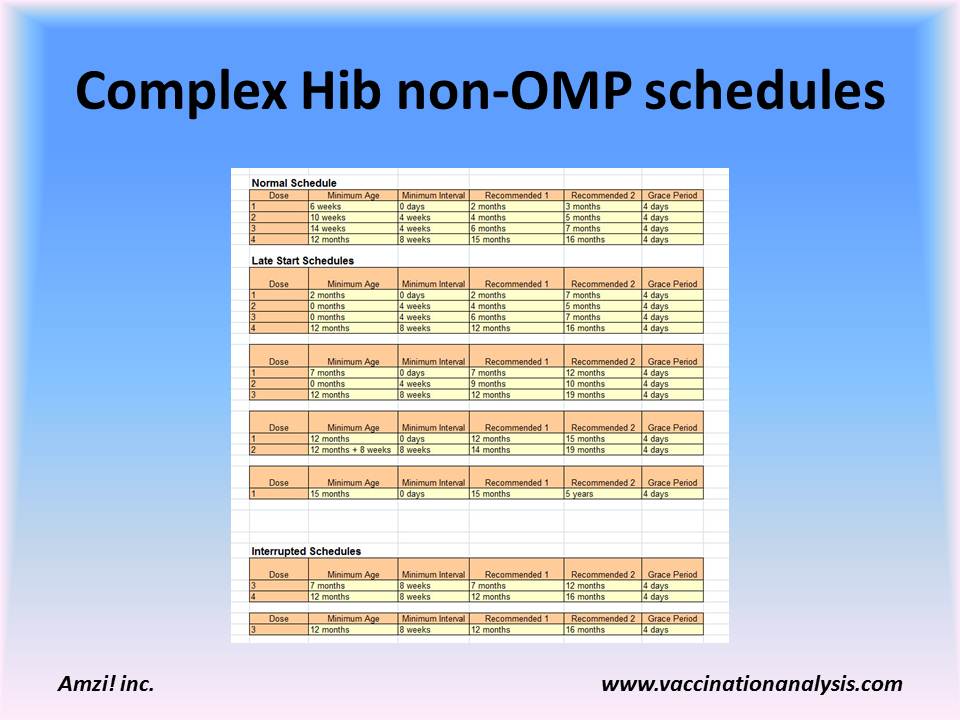 Complex Hib non-OMP schedules
Normal Schedule
Dose Minimum Age Minimum Interval Recommended 1 Recommended 2 Grace Period
1 6 weeks 0 days 2 months 3 months 4 days
2 10 weeks 4 weeks 4 months 5 months 4 days
3 14 weeks 4 weeks 6 months 7 months 4 days
4 12 months 8 weeks 15 months 16 months 4 days
Late Start Schedules
Dose Minimum Age Minimum Interval Recommended 1 Recommended 2 Grace Period
1 2 months 0 days 2 months 7 months 4 days
2 0 months 4 weeks 4 months 5 months 4 days
3 0 months 4 weeks 6 months 7 months 4 days
4 12 months 8 weeks 12 months 16 months 4 days
Dose Minimum Age Minimum Interval Recommended 1 Recommended 2 Grace Period
1 7 months 0 days 7 months 12 months 4 days
2 0 months 4 weeks 9 months 10 months 4 days
3 12 months 8 weeks 12 months 19 months 4 days
Dose Minimum Age Minimum Interval Recommended 1 Recommended 2 Grace Period
1 12 months 0 days 12 months 15 months 4 days
2 12 months + 8 weeks 8 weeks 14 months 19 months 4 days
Dose Minimum Age Minimum Interval Recommended 1 Recommended 2 Grace Period
1 15 months 0 days 15 months 5 years 4 days
Interrupted Schedules
Dose Minimum Age Minimum Interval Recommended 1 Recommended 2 Grace Period
3 7 months 8 weeks 7 months 12 months 4 days
4 12 months 8 weeks 12 months 16 months 4 days
Dose Minimum Age Minimum Interval Recommended 1 Recommended 2 Grace Period
3 12 months 8 weeks 12 months 16 months 4 days
Amzi! inc. www.vaccinationanalysis.com